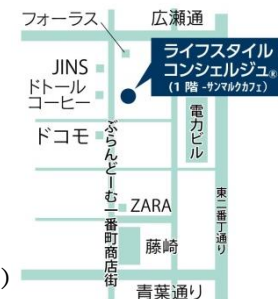 フォーラス
広瀬通
ライフスタイル
コンシェルジュ®
(1階-サンマルクカフェ)
JINS
ドトール
コーヒー
ドコモ
電力ビル
ぶらんどーむ一番町商店街
東二番丁通り
ZARA
藤崎
青葉通り
)